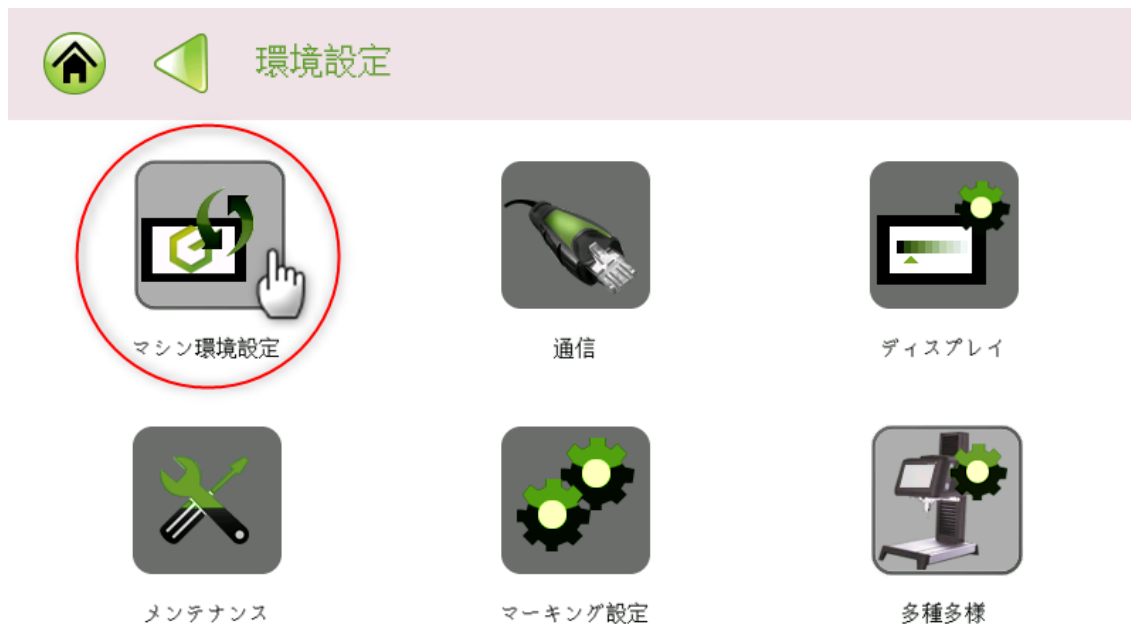 環境設定
マシン環境設定
通信
ディスプレイ
メンテナンス
マーキング設定
多種多様